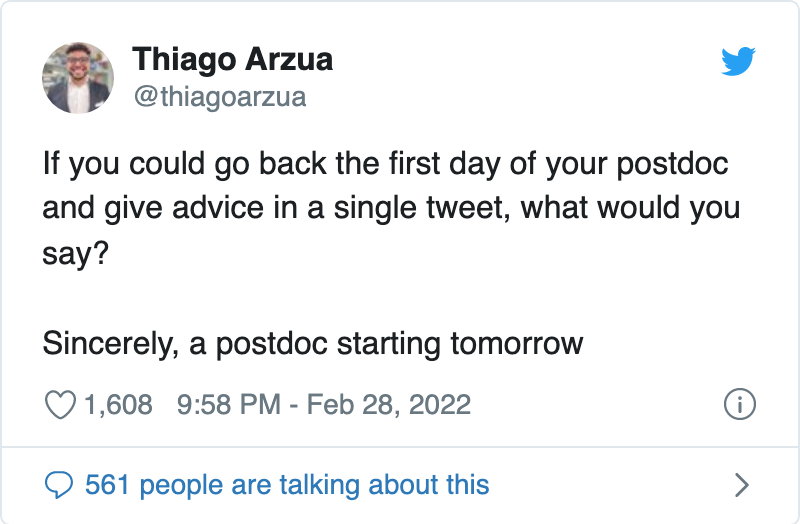 Thiago Arzua
@thiagoarzua
If you could go back the first day of your postdoc
and give advice in a single tweet, what would you
say?
Sincerely, a postdoc starting tomorrow
1,608 9:58 PM - Feb 28, 2022
561 people are talking about this